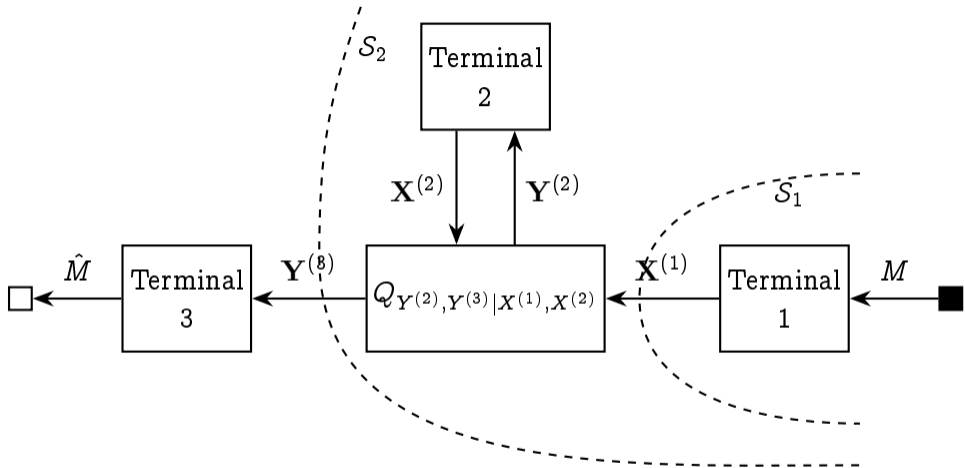 𝒮₂
Terminal
2
𝐗⁽²⁾
𝐘⁽²⁾
𝒮₁
M̂
Terminal
3
𝐘⁽³⁾
Q_{Y⁽²⁾,Y⁽³⁾|X⁽¹⁾,X⁽²⁾}
𝐗⁽¹⁾
Terminal
1
M